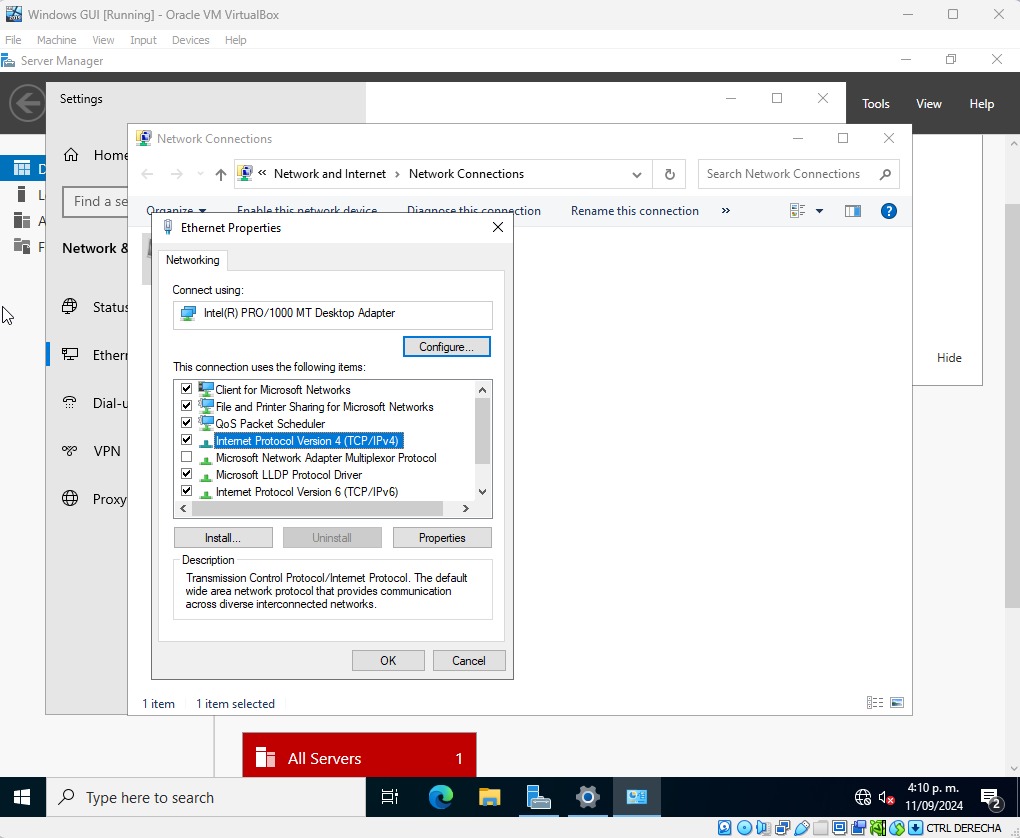 Windows GUI [Running] - Oracle VM VirtualBox
File Machine View Input Devices Help
Server Manager
Settings
Tools View Help
Network Connections
Home
Network and Internet › Network Connections
Search Network Connections
Find a se
Organize Enable this network device Diagnose this connection Rename this connection »
Ethernet Properties
Network &
Networking
Connect using:
Intel(R) PRO/1000 MT Desktop Adapter
Status
Configure...
Ethern
This connection uses the following items:
Hide
Client for Microsoft Networks
File and Printer Sharing for Microsoft Networks
Dial-u
QoS Packet Scheduler
Internet Protocol Version 4 (TCP/IPv4)
VPN
Microsoft Network Adapter Multiplexor Protocol
Microsoft LLDP Protocol Driver
Internet Protocol Version 6 (TCP/IPv6)
Proxy
Install... Uninstall Properties
Description
Transmission Control Protocol/Internet Protocol. The default
wide area network protocol that provides communication
across diverse interconnected networks.
OK Cancel
1 item 1 item selected
All Servers 1
Type here to search
4:10 p. m.
11/09/2024
2
CTRL DERECHA